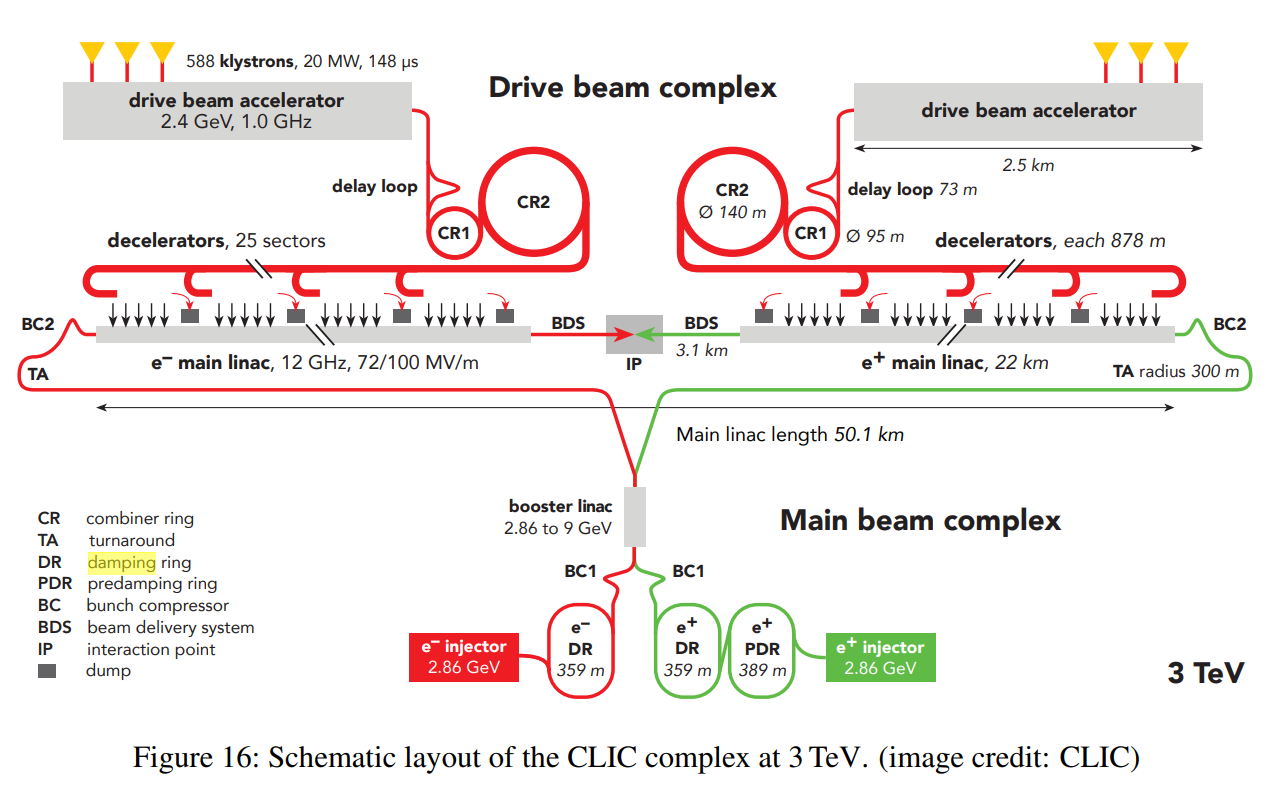 588 klystrons, 20 MW, 148 µs
drive beam accelerator
2.4 GeV, 1.0 GHz
Drive beam complex
drive beam accelerator
2.5 km
delay loop
CR2
CR1
CR2
Ø 140 m
delay loop 73 m
CR1
Ø 95 m
decelerators, 25 sectors
decelerators, each 878 m
BC2
BDS
BDS
3.1 km
BC2
e– main linac, 12 GHz, 72/100 MV/m
IP
e+ main linac, 22 km
TA
TA radius 300 m
Main linac length 50.1 km
booster linac
2.86 to 9 GeV
Main beam complex
CR combiner ring
TA turnaround
DR damping ring
PDR predamping ring
BC bunch compressor
BDS beam delivery system
IP interaction point
dump
BC1
BC1
e– injector
2.86 GeV
e–
DR
359 m
e+
DR
359 m
e+
PDR
389 m
e+ injector
2.86 GeV
3 TeV
Figure 16: Schematic layout of the CLIC complex at 3 TeV. (image credit: CLIC)